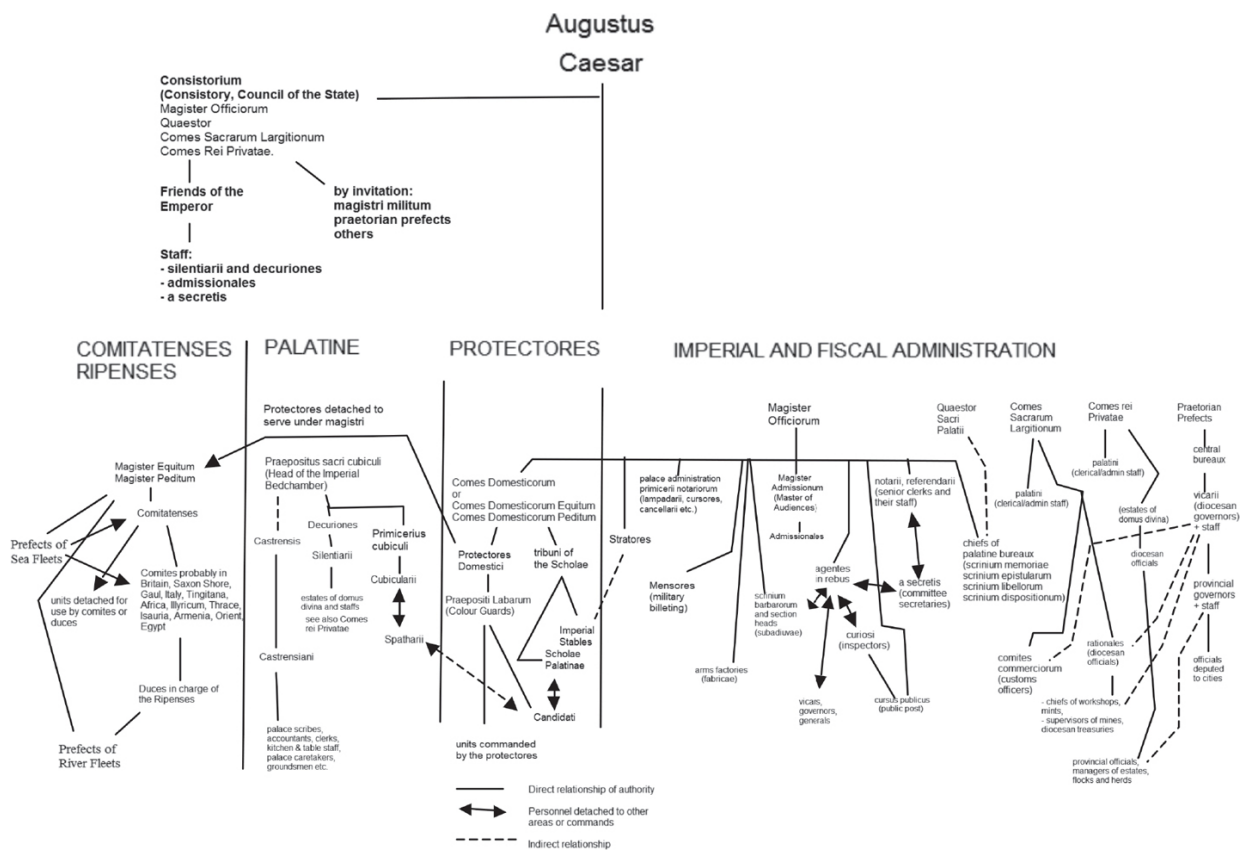 Augustus
Caesar
Consistorium
(Consistory, Council of the State)
Magister Officiorum
Quaestor
Comes Sacrarum Largitionum
Comes Rei Privatae.
Friends of the
Emperor
by invitation:
magistri militum
praetorian prefects
others
Staff:
- silentiarii and decuriones
- admissionales
- a secretis
COMITATENSES
RIPENSES
PALATINE
PROTECTORES
IMPERIAL AND FISCAL ADMINISTRATION
Protectores detached to
serve under magistri
Magister Equitum
Magister Peditum
Comitatenses
Prefects of
Sea Fleets
units detached for
use by comites or
duces
Comites probably in
Britain, Saxon Shore,
Gaul, Italy, Tingitana,
Africa, Illyricum, Thrace,
Isauria, Armenia, Orient,
Egypt
Duces in charge of
the Ripenses
Prefects of
River Fleets
Praepositus sacri cubiculi
(Head of the Imperial
Bedchamber)
Castrensis
Decuriones
Silentiarii
estates of domus
divina and staffs
see also Comes
rei Privatae
Primicerius
cubiculi
Cubicularii
Spatharii
Castrensiani
palace scribes,
accountants, clerks,
kitchen & table staff,
palace caretakers,
groundsmen etc.
Comes Domesticorum
or
Comes Domesticorum Equitum
Comes Domesticorum Peditum
Protectores
Domestici
tribuni of
the Scholae
Praepositi Labarum
(Colour Guards)
Imperial
Stables
Scholae
Palatinae
Candidati
units commanded
by the protectores
Stratores
palace administration
primicerii notariorum
(lampadarii, cursores,
cancellarii etc.)
Mensores
(military
billeting)
arms factories
(fabricae)
Magister
Officiorum
Magister
Admissionum
(Master of
Audiences)
Admissionales
scinium
barbarorum
and section
heads
(subadiuvae)
agentes
in rebus
vicais,
governors,
generals
curiosi
(inspectors)
cursus publicus
(public post)
notarii, referendarii
(senior clerks and
their staff)
a secretis
(committee
secretaries)
Quaestor
Sacri
Palatii
chiefs of
palatine bureaux
(scrinium memoriae
scrinium epistularum
scrinium libellorum
scrinium dispositionum)
Comes
Sacrarum
Largitionum
palatini
(clerical/admin staff)
comites
commerciorum
(customs
officers)
rationales
(diocesan
officials)
- chiefs of workshops,
mints,
- supervisors of mines,
diocesan treasuries
Comes rei
Privatae
palatini
(clerical/admin staff)
(estates of
domus divina)
diocesan
officials
provincial officials,
managers of estates,
flocks and herds
Praetorian
Prefects
central
bureaux
vicarii
(diocesan
governors)
+ staff
provincial
governors
+ staff
officials
deputed
to cities
Direct relationship of authority
Personnel detached to other
areas or commands
Indirect relationship